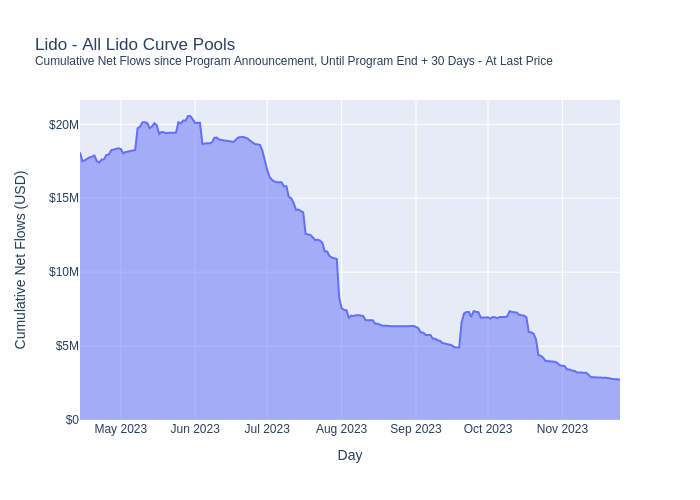 Lido - All Lido Curve Pools
Cumulative Net Flows since Program Announcement, Until Program End + 30 Days - At Last Price
Cumulative Net Flows (USD)
$20M
$15M
$10M
$5M
$0
May 2023 Jun 2023 Jul 2023 Aug 2023 Sep 2023 Oct 2023 Nov 2023
Day